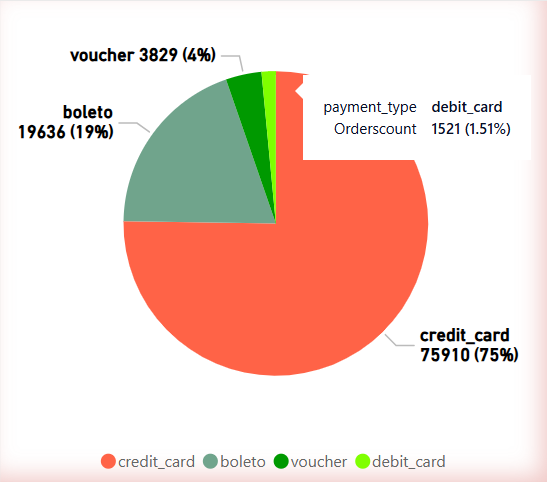 voucher 3829 (4%)
boleto
19636 (19%)
payment_type debit_card
Orderscount 1521 (1.51%)
credit_card
75910 (75%)
credit_card boleto voucher debit_card